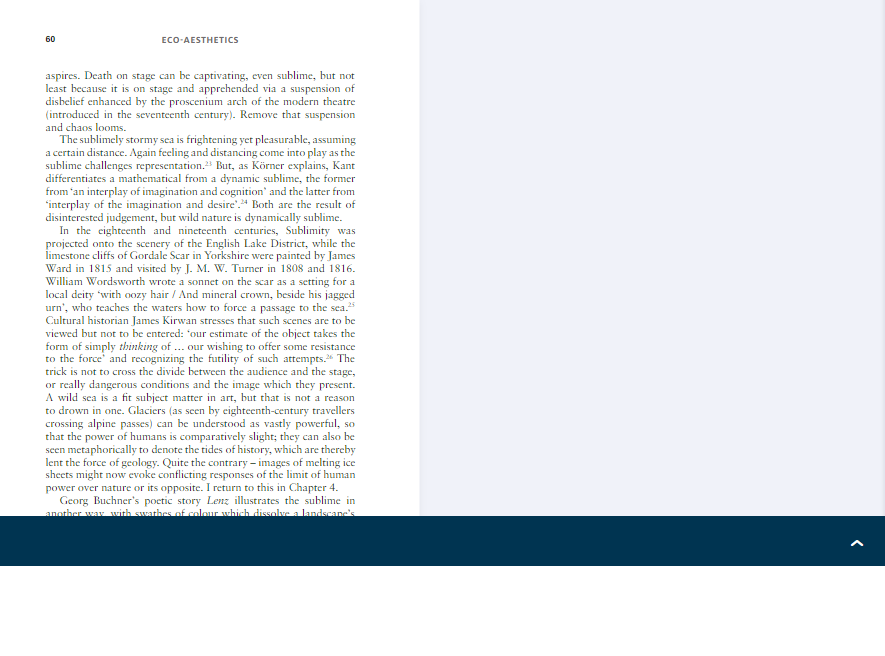 60
ECO-AESTHETICS
aspires. Death on stage can be captivating, even sublime, but not
least because it is on stage and apprehended via a suspension of
disbelief enhanced by the proscenium arch of the modern theatre
(introduced in the seventeenth century). Remove that suspension
and chaos looms.
The sublimely stormy sea is frightening yet pleasurable, assuming
a certain distance. Again feeling and distancing come into play as the
sublime challenges representation.23 But, as Körner explains, Kant
differentiates a mathematical from a dynamic sublime, the former
from ‘an interplay of imagination and cognition’ and the latter from
‘interplay of the imagination and desire’.24 Both are the result of
disinterested judgement, but wild nature is dynamically sublime.
In the eighteenth and nineteenth centuries, Sublimity was
projected onto the scenery of the English Lake District, while the
limestone cliffs of Gordale Scar in Yorkshire were painted by James
Ward in 1815 and visited by J. M. W. Turner in 1808 and 1816.
William Wordsworth wrote a sonnet on the scar as a setting for a
local deity ‘with oozy hair / And mineral crown, beside his jagged
urn’, who teaches the waters how to force a passage to the sea.25
Cultural historian James Kirwan stresses that such scenes are to be
viewed but not to be entered: ‘our estimate of the object takes the
form of simply thinking of … our wishing to offer some resistance
to the force’ and recognizing the futility of such attempts.26 The
trick is not to cross the divide between the audience and the stage,
or really dangerous conditions and the image which they present.
A wild sea is a fit subject matter in art, but that is not a reason
to drown in one. Glaciers (as seen by eighteenth-century travellers
crossing alpine passes) can be understood as vastly powerful, so
that the power of humans is comparatively slight; they can also be
seen metaphorically to denote the tides of history, which are thereby
lent the force of geology. Quite the contrary – images of melting ice
sheets might now evoke conflicting responses of the limit of human
power over nature or its opposite. I return to this in Chapter 4.
Georg Buchner’s poetic story Lenz illustrates the sublime in
another way, with swathes of colour which dissolve a landscape’s